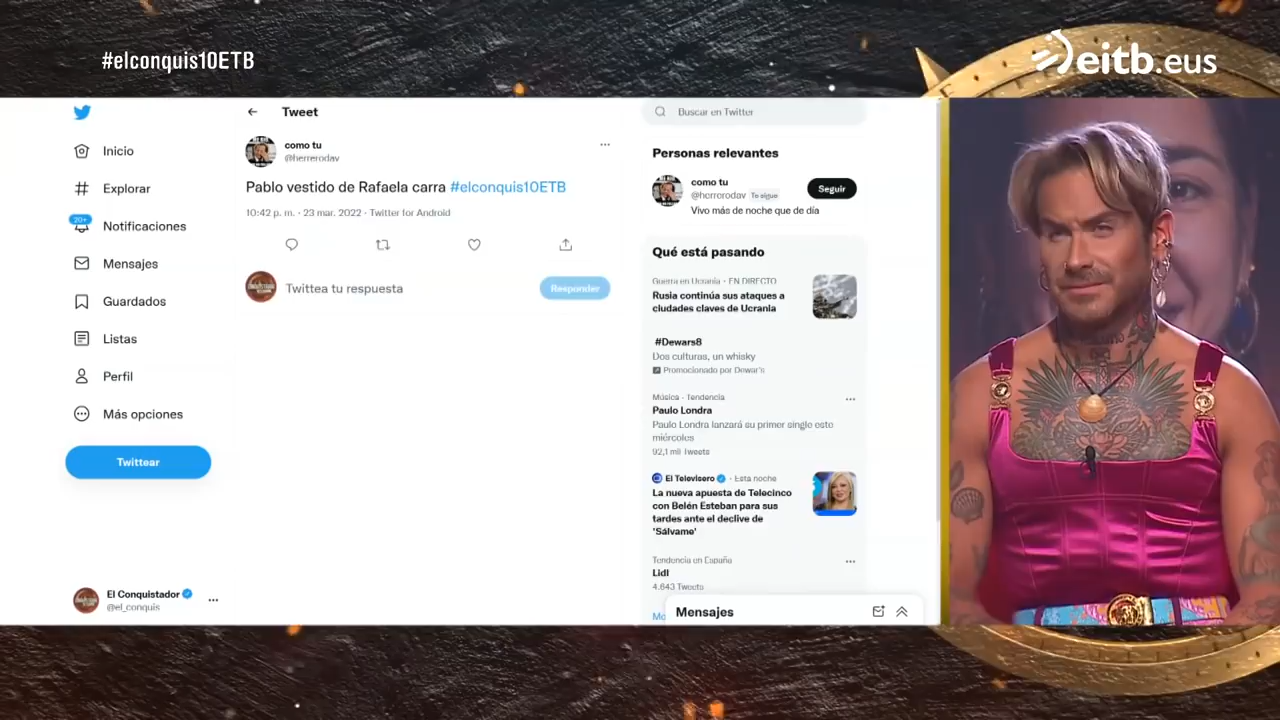 #elconquis10ETB
eitb.eus
Tweet
Buscar en Twitter
Inicio
Explorar
20+
Notificaciones
Mensajes
Guardados
Listas
Perfil
Más opciones
Twittear
El Conquistador
@el_conquis
como tu
@herrerodav
Pablo vestido de Rafaela carra #elconquis10ETB
10:42 p. m. · 23 mar. 2022 · Twitter for Android
Twittea tu respuesta
Responder
Personas relevantes
como tu
@herrerodav Te sigue
Seguir
Vivo más de noche que de día
Qué está pasando
Guerra en Ucrania · EN DIRECTO
Rusia continúa sus ataques a
ciudades claves de Ucrania
#Dewars8
Dos culturas, un whisky
Promocionado por Dewar's
Música · Tendencia
Paulo Londra
Paulo Londra lanzará su primer single este
miércoles
92,1 mil Tweets
El Televisero · Esta noche
La nueva apuesta de Telecinco
con Belén Esteban para sus
tardes ante el declive de
'Sálvame'
Tendencia en España
Lidl
4.643 Tweets
Mo
Mensajes